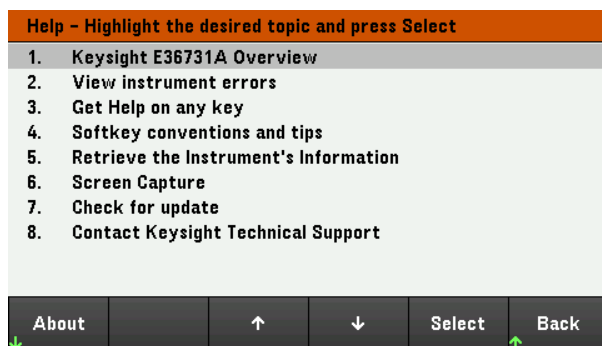 Help – Highlight the desired topic and press Select
1. Keysight E36731A Overview
2. View instrument errors
3. Get Help on any key
4. Softkey conventions and tips
5. Retrieve the Instrument's Information
6. Screen Capture
7. Check for update
8. Contact Keysight Technical Support
About ↑ ↓ Select Back